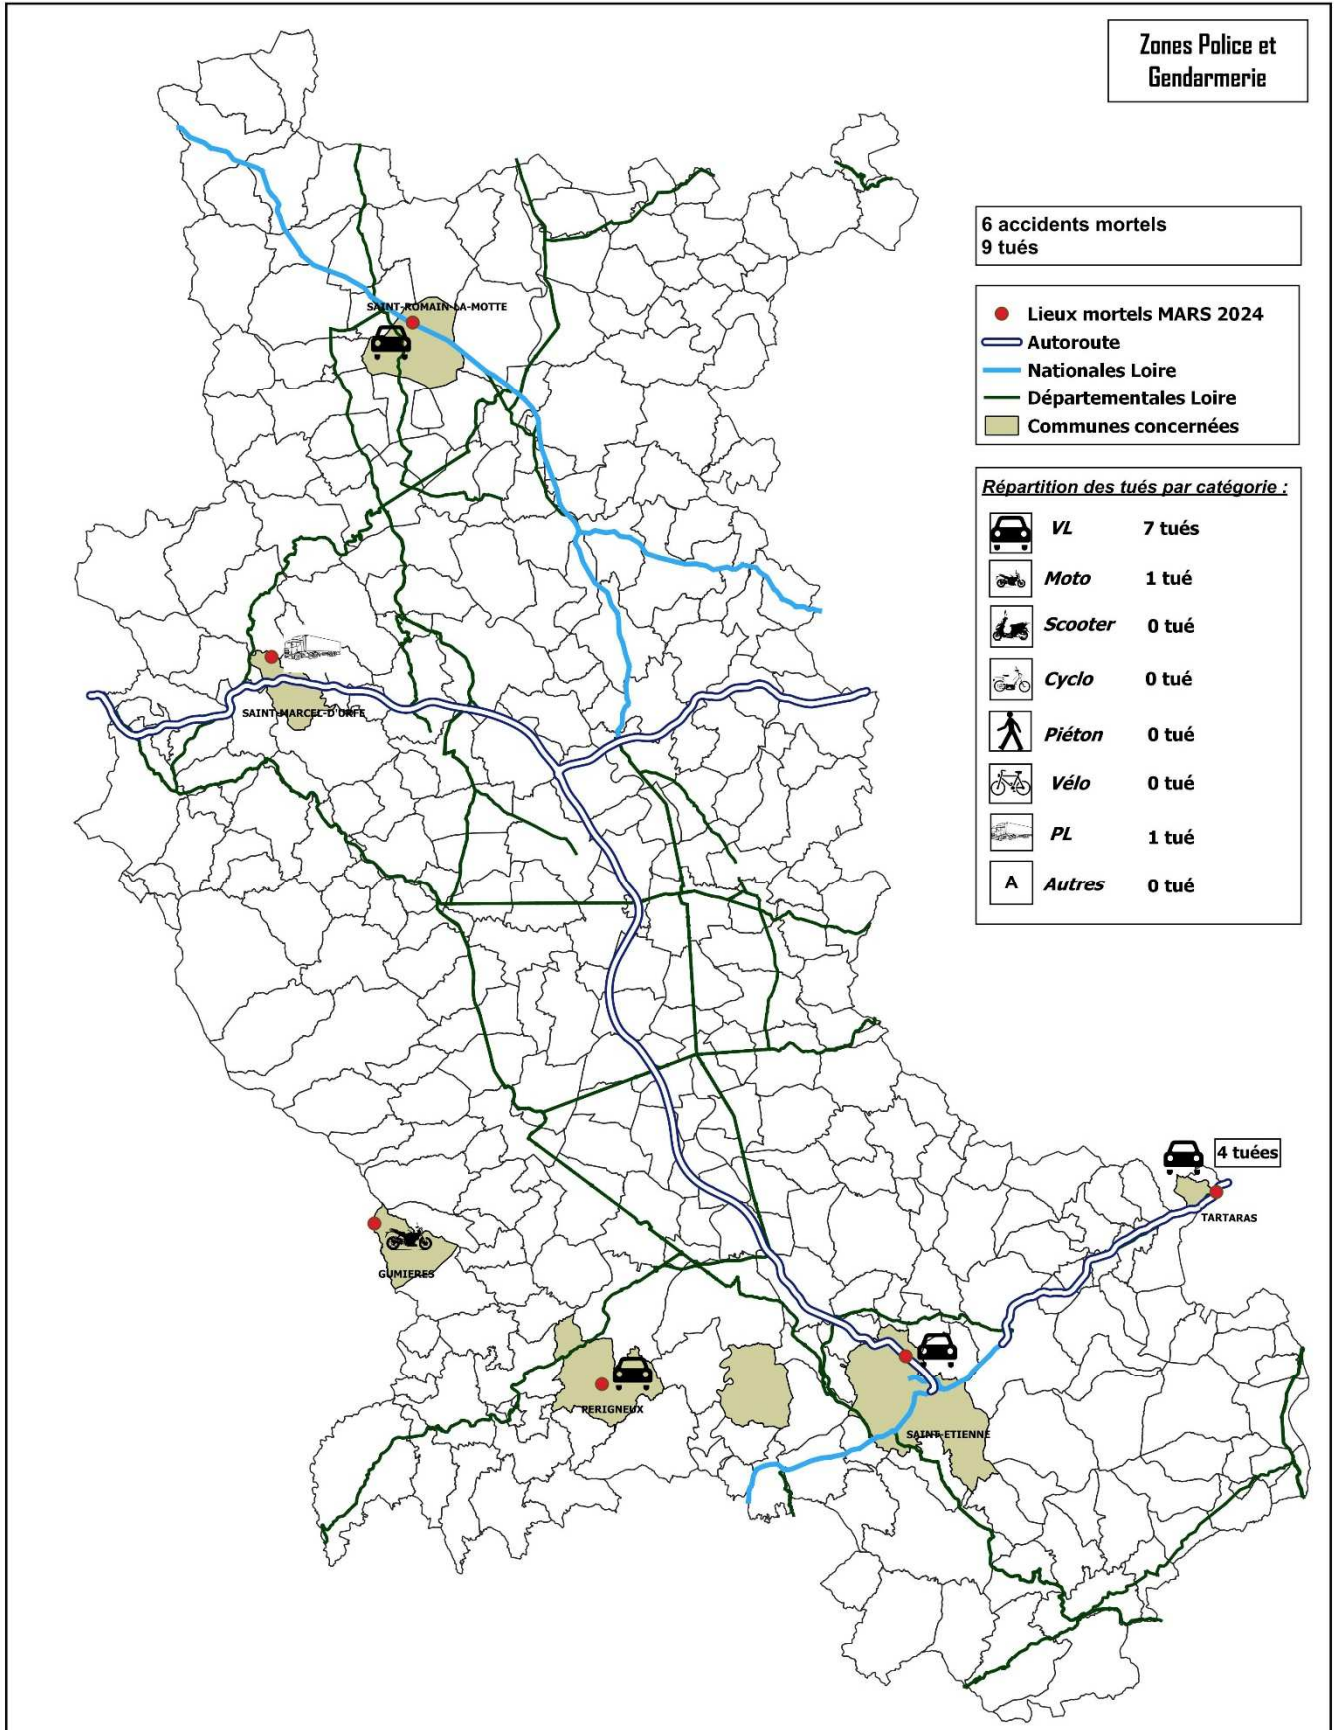 Zones Police et
Gendarmerie
6 accidents mortels
9 tués
Lieux mortels MARS 2024
Autoroute
Nationales Loire
Départementales Loire
Communes concernées
Répartition des tués par catégorie :
VL 7 tués
Moto 1 tué
Scooter 0 tué
Cyclo 0 tué
Piéton 0 tué
Vélo 0 tué
PL 1 tué
A Autres 0 tué
SAINT-ROMAIN-LA-MOTTE
SAINT-MARCEL-D'URFE
4 tuées
TARTARAS
GUMIERES
PERIGNEUX
SAINT-ETIENNE